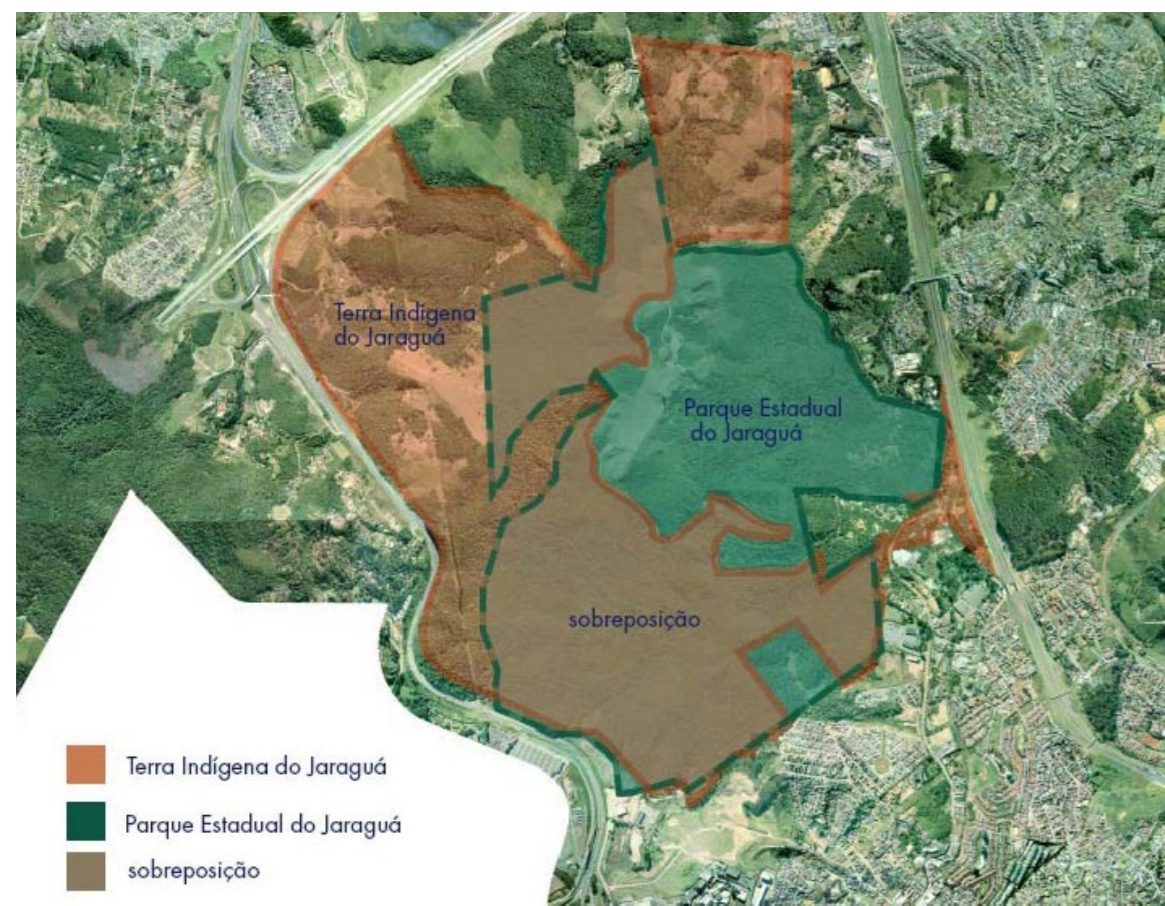 Terra Indígena
do Jaraguá
Parque Estadual
do Jaraguá
sobreposição
Terra Indígena do Jaraguá
Parque Estadual do Jaraguá
sobreposição